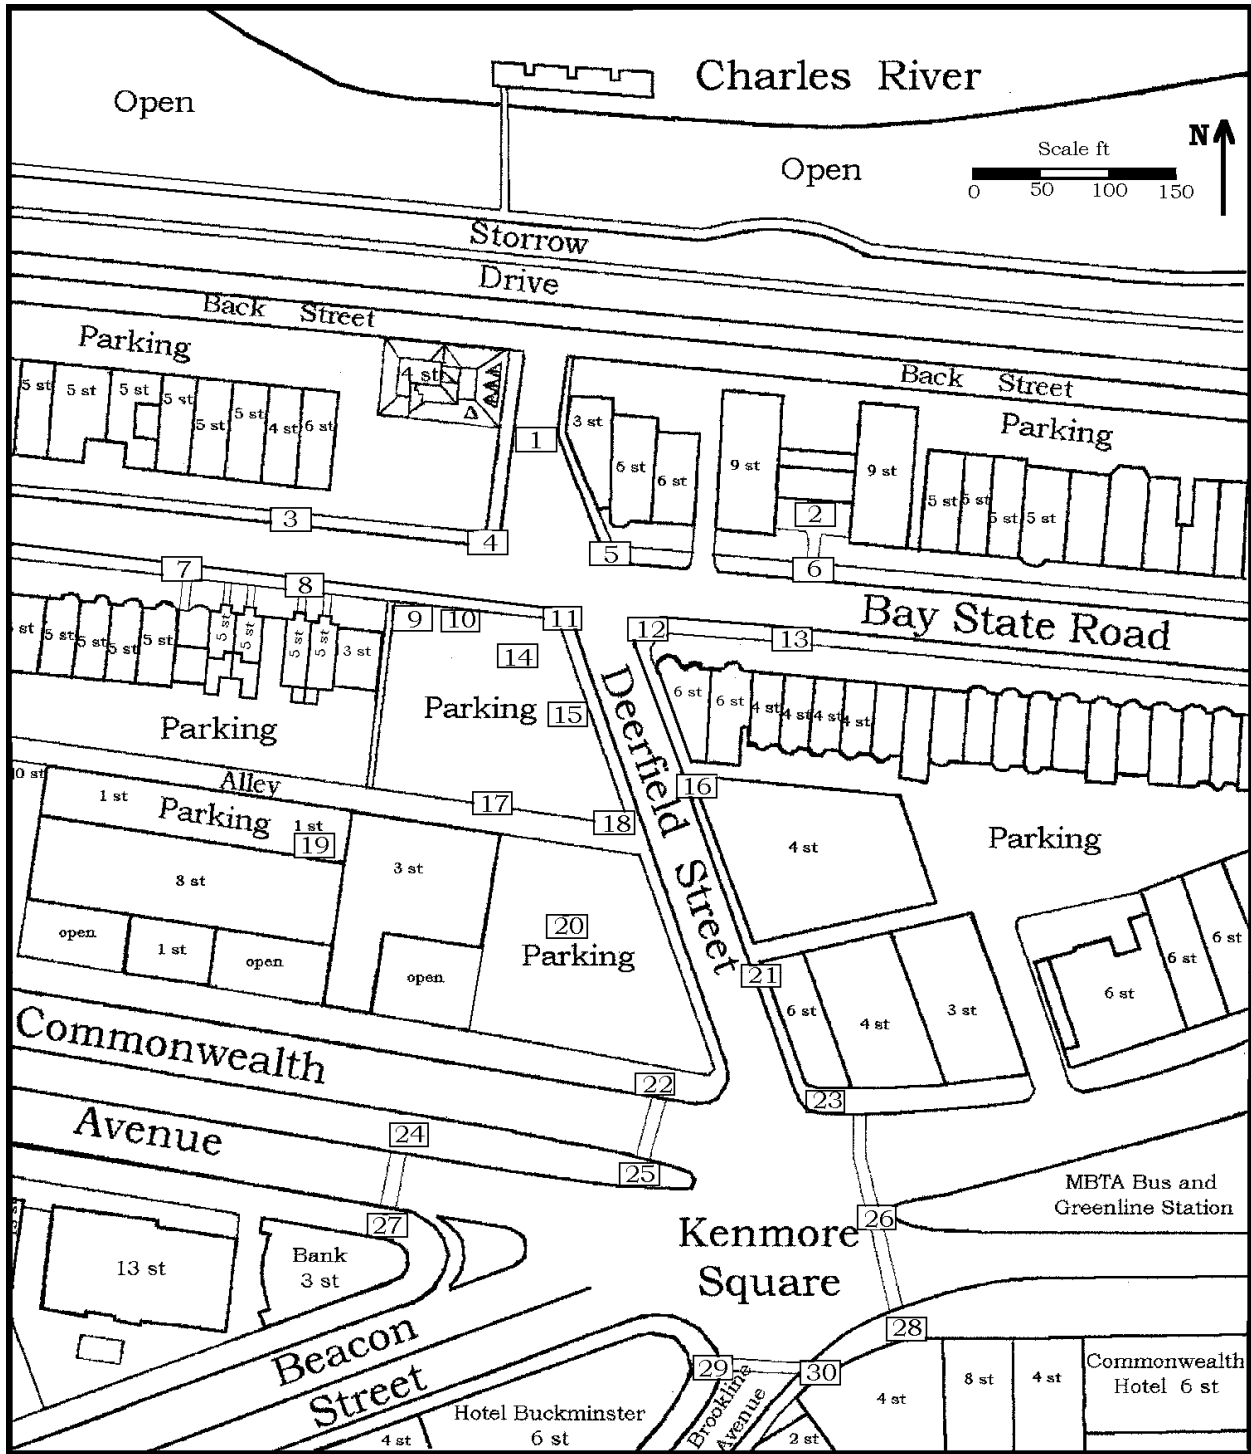 Charles River
Open
N
Scale ft
0 50 100 150
Open
Storrow
Drive
Back Street
Parking
4 st
Back Street
Parking
5 st
5 st
5 st
5 st
5 st
5 st
4 st
6 st
1
3 st
6 st
6 st
9 st
9 st
5 st
5 st
5 st
5 st
2
3
4
5
6
7
8
9
10
11
12
13
Bay State Road
5 st
5 st
5 st
5 st
5 st
5 st
5 st
5 st
3 st
14
Parking
15
Deerfield Street
6 st
6 st
4 st
4 st
4 st
4 st
Parking
Alley
0 st
1 st
Parking
1 st
19
17
18
16
4 st
Parking
3 st
8 st
20
Parking
open
1 st
open
open
21
6 st
4 st
3 st
6 st
6 st
6 st
Commonwealth
Avenue
22
23
24
25
26
27
MBTA Bus and
Greenline Station
Kenmore
Square
13 st
Bank
3 st
28
29
30
Beacon
Street
Brookline
Avenue
Hotel Buckminster
6 st
4 st
2 st
4 st
8 st
4 st
Commonwealth
Hotel 6 st